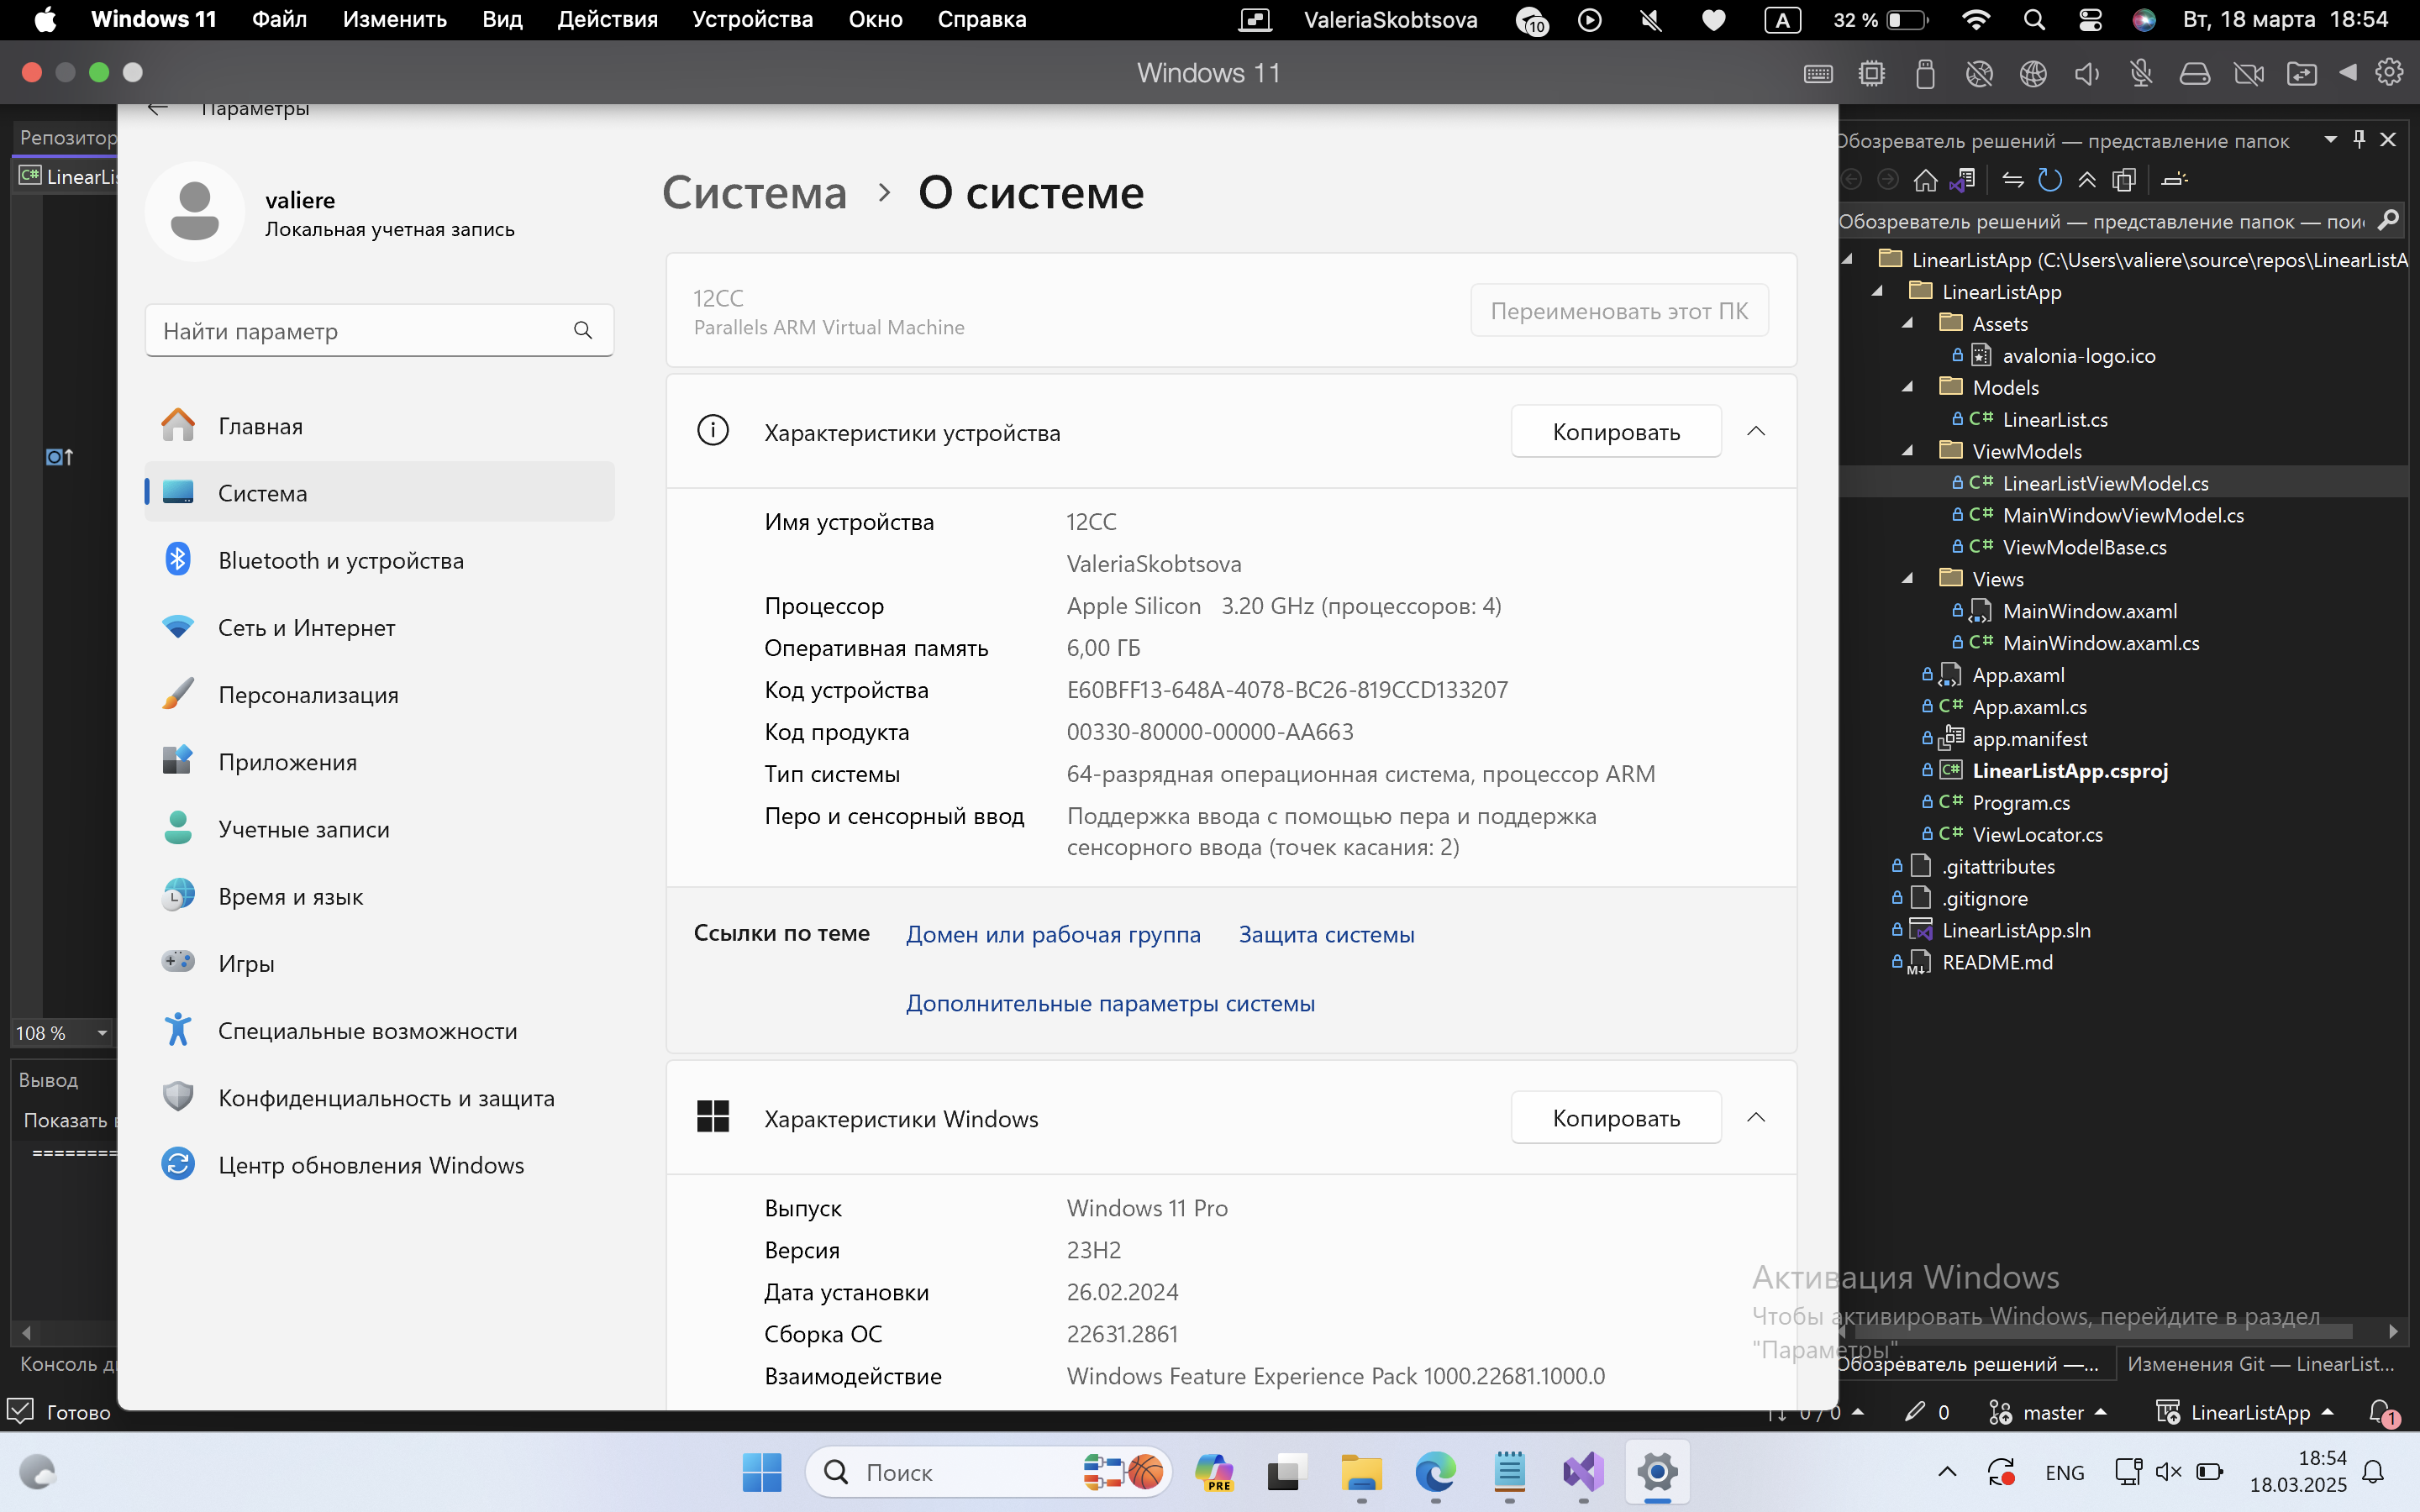 Windows 11 Файл Изменить Вид Действия Устройства Окно Справка
10 ValeriaSkobtsova A 32 % Вт, 18 марта 18:54
Windows 11
Параметры
valiere
Локальная учетная запись
Найти параметр
Главная
Система
Bluetooth и устройства
Сеть и Интернет
Персонализация
Приложения
Учетные записи
Время и язык
Игры
Специальные возможности
Конфиденциальность и защита
Центр обновления Windows
Система > О системе
12CC
Parallels ARM Virtual Machine
Переименовать этот ПК
Характеристики устройства
Копировать
Имя устройства 12CC
ValeriaSkobtsova
Процессор Apple Silicon 3.20 GHz (процессоров: 4)
Оперативная память 6,00 ГБ
Код устройства E60BFF13-648A-4078-BC26-819CCD133207
Код продукта 00330-80000-00000-AA663
Тип системы 64-разрядная операционная система, процессор ARM
Перо и сенсорный ввод Поддержка ввода с помощью пера и поддержка
сенсорного ввода (точек касания: 2)
Ссылки по теме Домен или рабочая группа Защита системы
Дополнительные параметры системы
Характеристики Windows
Копировать
Выпуск Windows 11 Pro
Версия 23H2
Дата установки 26.02.2024
Сборка ОС 22631.2861
Взаимодействие Windows Feature Experience Pack 1000.22681.1000.0
Репозитор
C# LinearLis
108 %
Вывод
Показать в
=========
Консоль д
Готово
Обозреватель решений — представление папок
Обозреватель решений — представление папок — пои
LinearListApp (C:\Users\valiere\source\repos\LinearListA
LinearListApp
Assets
avalonia-logo.ico
Models
C# LinearList.cs
ViewModels
C# LinearListViewModel.cs
C# MainWindowViewModel.cs
C# ViewModelBase.cs
Views
MainWindow.axaml
C# MainWindow.axaml.cs
App.axaml
C# App.axaml.cs
app.manifest
C# LinearListApp.csproj
C# Program.cs
C# ViewLocator.cs
.gitattributes
.gitignore
LinearListApp.sln
README.md
Активация Windows
Чтобы активировать Windows, перейдите в раздел
"Параметры".
Обозреватель решений —... Изменения Git — LinearList...
0 / 0 0 master LinearListApp 1
Поиск
PRE
ENG
18:54
18.03.2025